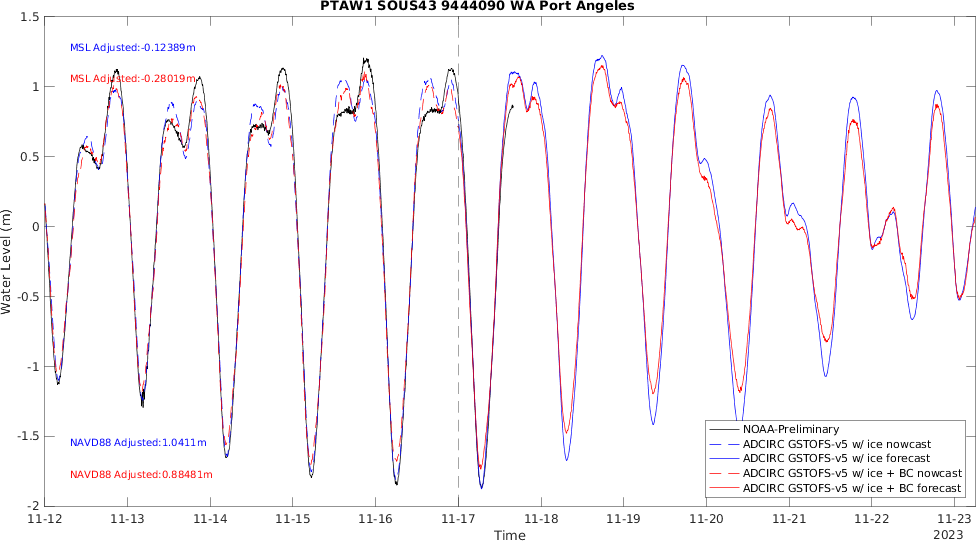 PTAW1 SOUS43 9444090 WA Port Angeles
1.5
1
0.5
0
-0.5
-1
-1.5
-2
Water Level (m)
MSL Adjusted:-0.12389m
MSL Adjusted:-0.28019m
NAVD88 Adjusted:1.0411m
NAVD88 Adjusted:0.88481m
NOAA-Preliminary
ADCIRC GSTOFS-v5 w/ ice nowcast
ADCIRC GSTOFS-v5 w/ ice forecast
ADCIRC GSTOFS-v5 w/ ice + BC nowcast
ADCIRC GSTOFS-v5 w/ ice + BC forecast
11-12 11-13 11-14 11-15 11-16 11-17 11-18 11-19 11-20 11-21 11-22 11-23
Time
2023